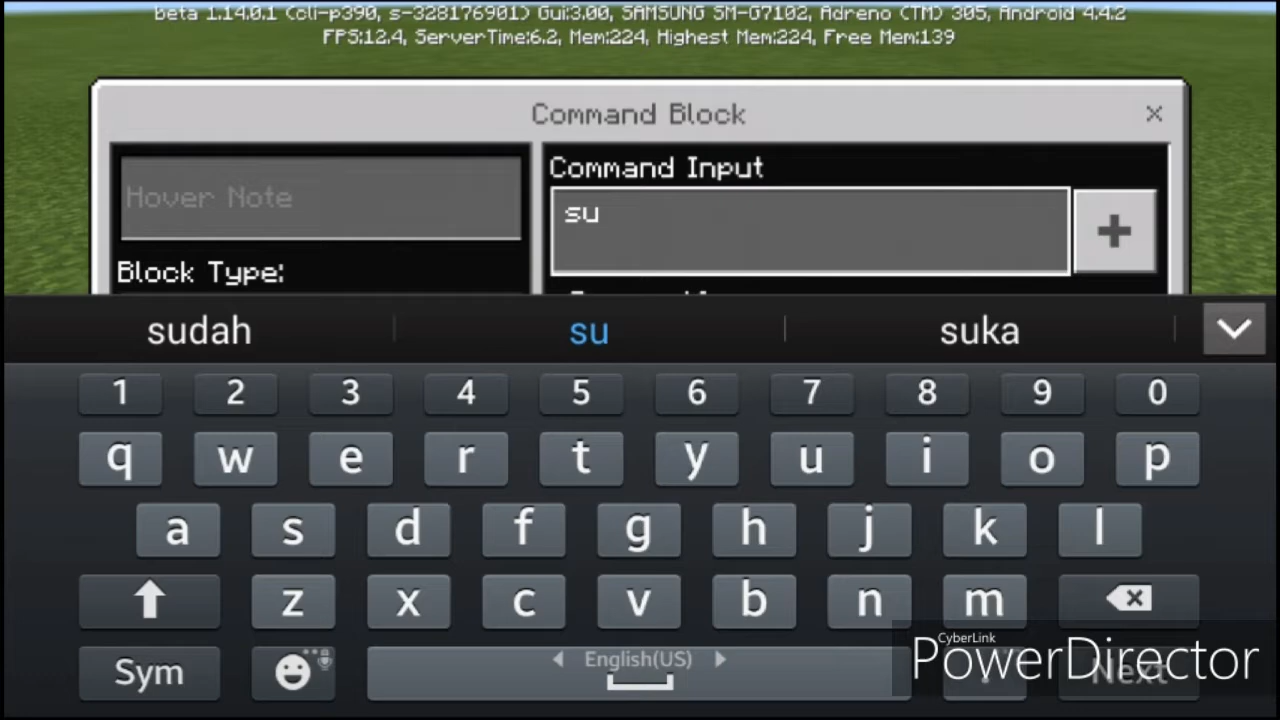 beta 1.14.0.1 (cli-p390, s-328176901) Gui:3.00, SAMSUNG SM-G7102, Adreno (TM) 305, Android 4.4.2
FPS:12.4, ServerTime:6.2, Mem:224, Highest Mem:224, Free Mem:139
Command Block
Hover Note
Command Input
su
Block Type:
sudah su suka
1 2 3 4 5 6 7 8 9 0
q w e r t y u i o p
a s d f g h j k l
z x c v b n m
Sym English(US) Next
CyberLink
PowerDirector